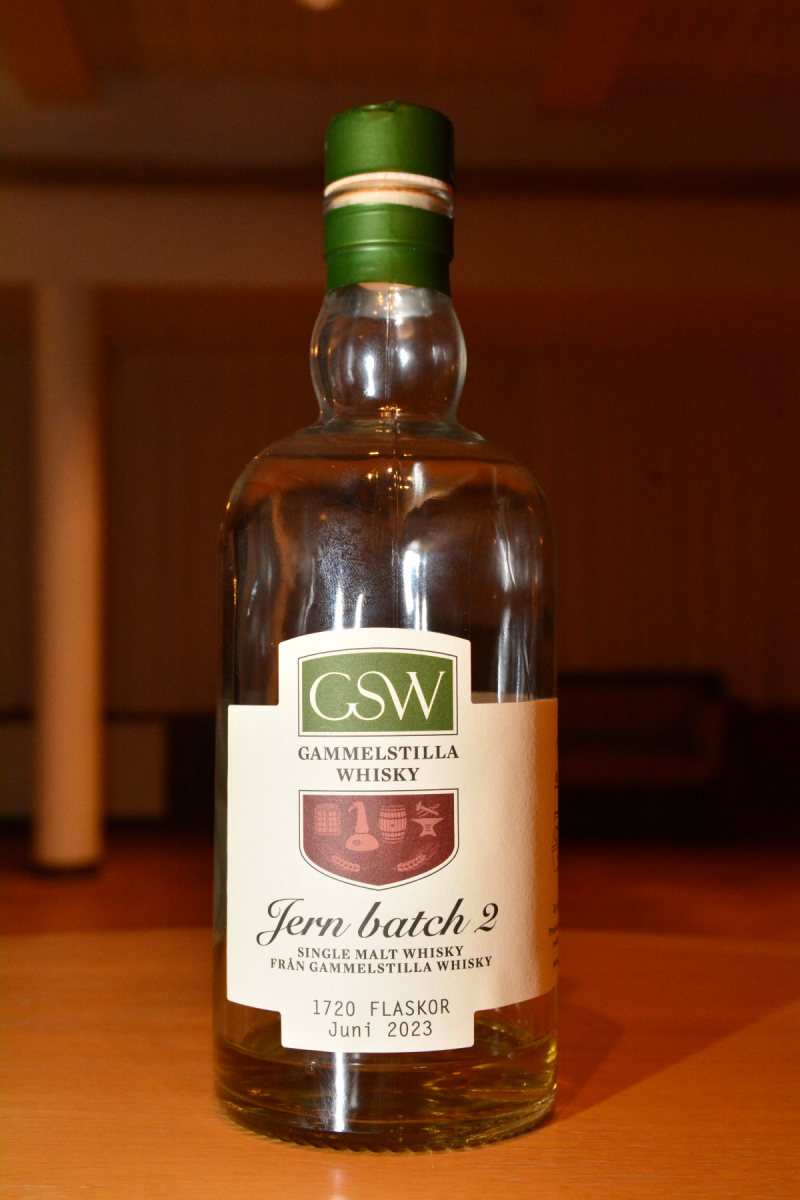 GSW
GAMMELSTILLA
WHISKY
Jern batch 2
SINGLE MALT WHISKY
FRÅN GAMMELSTILLA WHISKY
1720 FLASKOR
Juni 2023